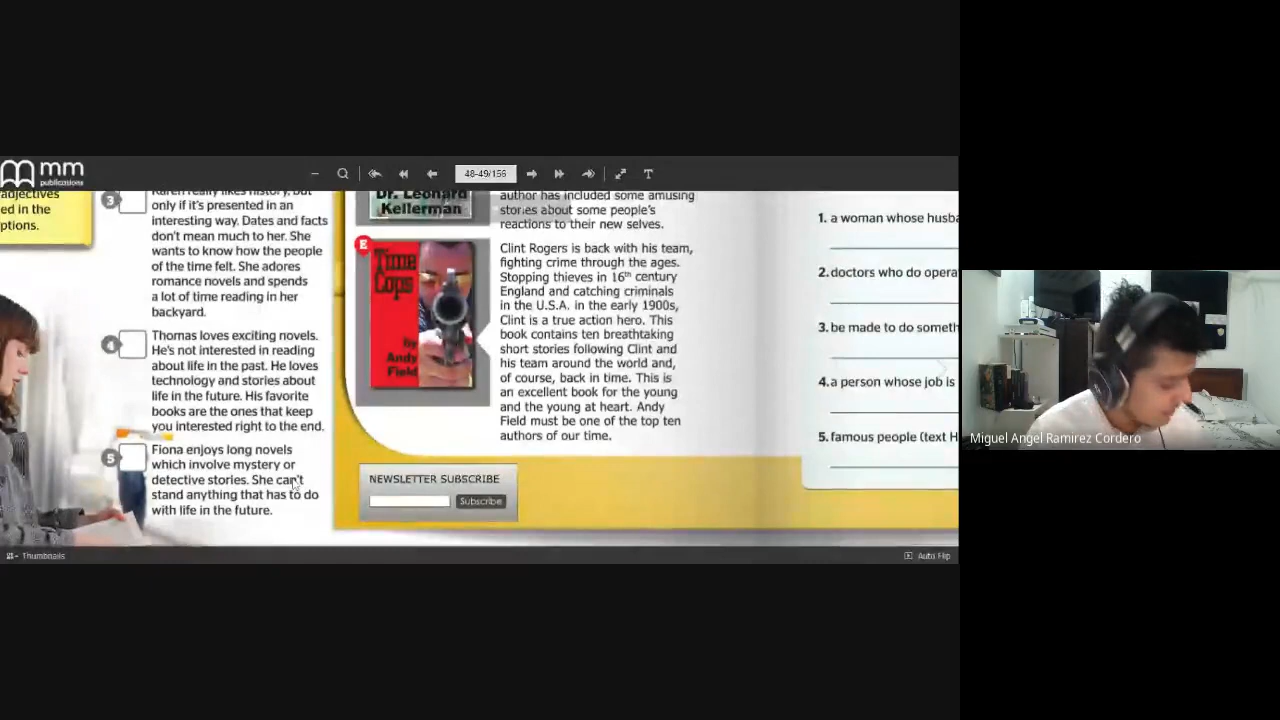 mm
publications
48-49/156
T
adjectives
ed in the
ptions.
3
Karen really likes history, but
only if it's presented in an
interesting way. Dates and facts
don't mean much to her. She
wants to know how the people
of the time felt. She adores
romance novels and spends
a lot of time reading in her
backyard.
4
Thomas loves exciting novels.
He's not interested in reading
about life in the past. He loves
technology and stories about
life in the future. His favorite
books are the ones that keep
you interested right to the end.
5
Fiona enjoys long novels
which involve mystery or
detective stories. She can't
stand anything that has to do
with life in the future.
Dr. Leonard
Kellerman
author has included some amusing
stories about some people's
reactions to their new selves.
E
Time
Cops
by
Andy
Field
Clint Rogers is back with his team,
fighting crime through the ages.
Stopping thieves in 16th century
England and catching criminals
in the U.S.A. in the early 1900s,
Clint is a true action hero. This
book contains ten breathtaking
short stories following Clint and
his team around the world and,
of course, back in time. This is
an excellent book for the young
and the young at heart. Andy
Field must be one of the top ten
authors of our time.
NEWSLETTER SUBSCRIBE
Subscribe
1. a woman whose husba
2. doctors who do opera
3. be made to do someth
4. a person whose job is
5. famous people (text H
Thumbnails
Auto Flip
Miguel Angel Ramirez Cordero